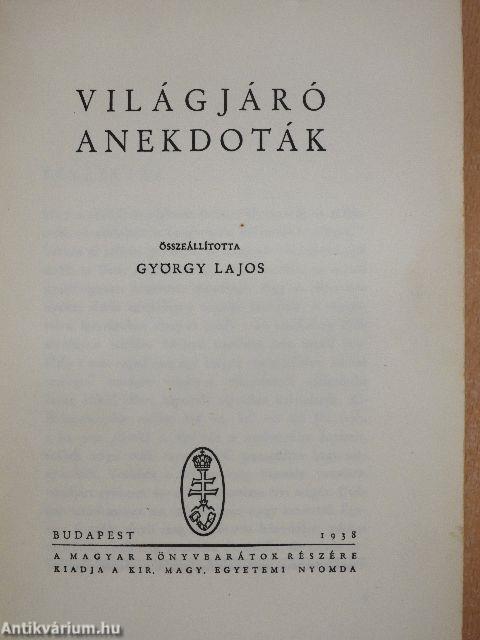 VILÁGJÁRÓ
ANEKDOTÁK
ÖSSZEÁLLÍTOTTA
GYÖRGY LAJOS
BUDAPEST 1938
A MAGYAR KÖNYVBARÁTOK RÉSZÉRE
KIADJA A KIR. MAGY. EGYETEMI NYOMDA
Antikvárium.hu